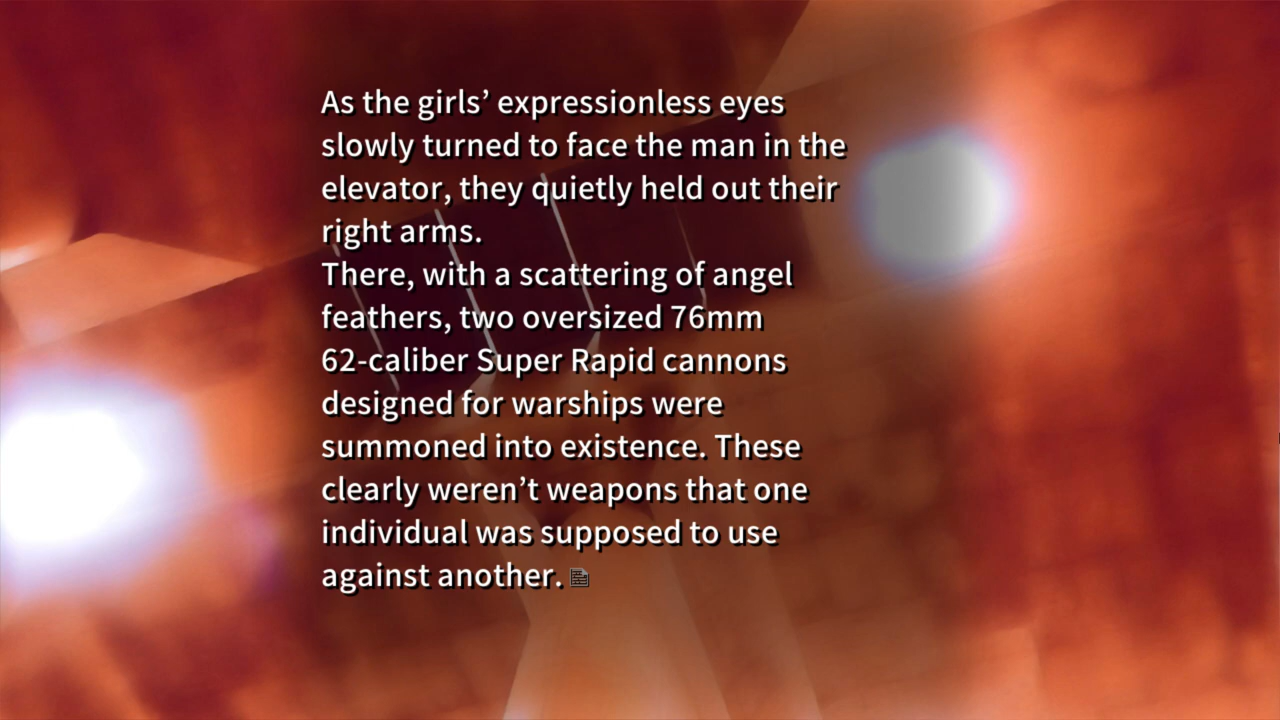 As the girls’ expressionless eyes
slowly turned to face the man in the
elevator, they quietly held out their
right arms.
There, with a scattering of angel
feathers, two oversized 76mm
62-caliber Super Rapid cannons
designed for warships were
summoned into existence. These
clearly weren’t weapons that one
individual was supposed to use
against another.